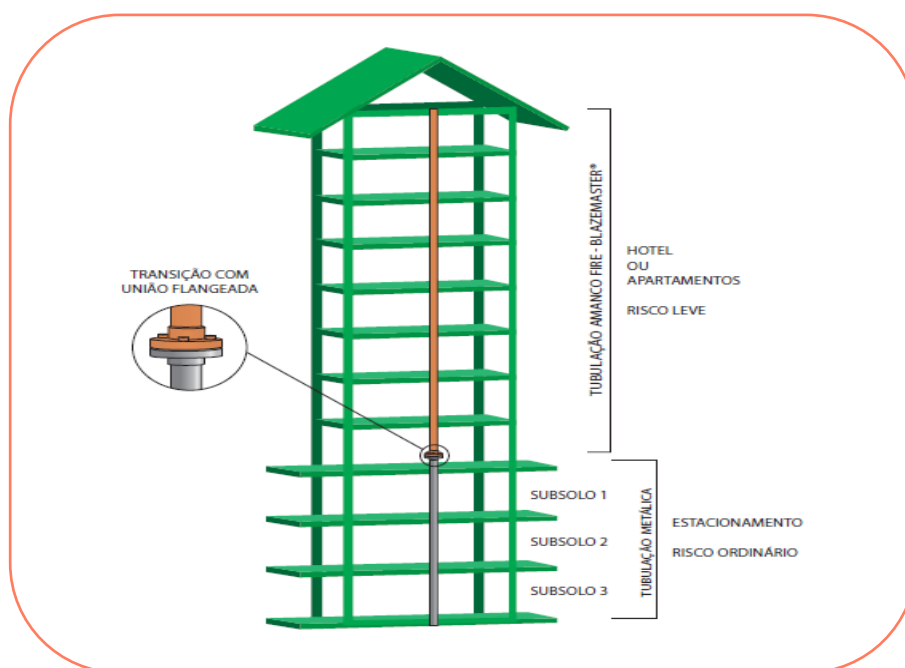 TRANSIÇÃO COM
UNIÃO FLANGEADA
TUBULAÇÃO AMANCO FIRE - BLAZEMASTER®
HOTEL
OU
APARTAMENTOS
RISCO LEVE
SUBSOLO 1
SUBSOLO 2
SUBSOLO 3
TUBULAÇÃO METÁLICA
ESTACIONAMENTO
RISCO ORDINÁRIO